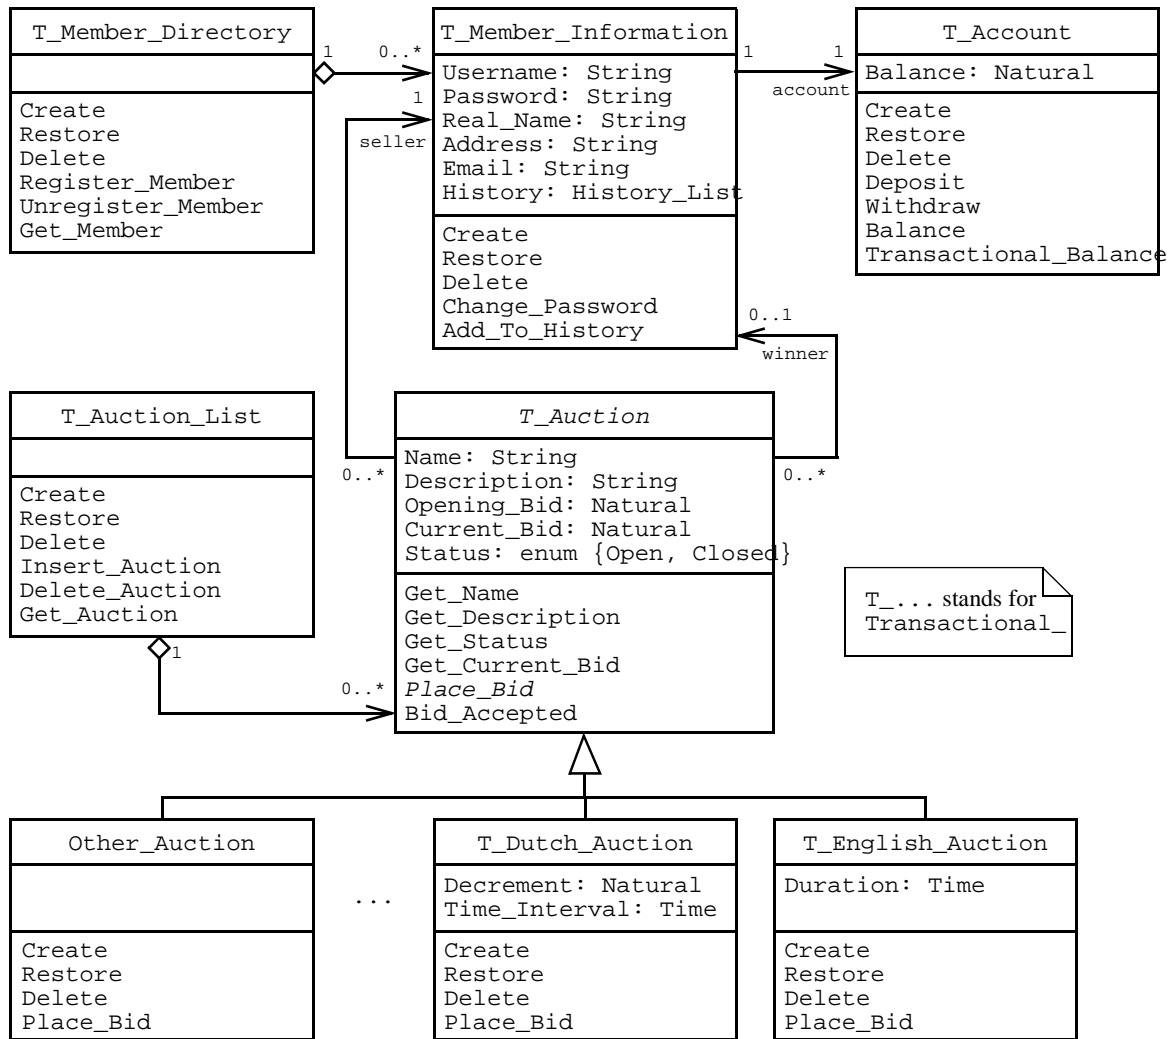 T_Member_Directory
Create
Restore
Delete
Register_Member
Unregister_Member
Get_Member
1
0..*
T_Member_Information
Username: String
Password: String
Real_Name: String
Address: String
Email: String
History: History_List
Create
Restore
Delete
Change_Password
Add_To_History
1
1
account
T_Account
Balance: Natural
Create
Restore
Delete
Deposit
Withdraw
Balance
Transactional_Balance
1
seller
0..1
winner
T_Auction_List
Create
Restore
Delete
Insert_Auction
Delete_Auction
Get_Auction
1
0..*
0..*
T_Auction
Name: String
Description: String
Opening_Bid: Natural
Current_Bid: Natural
Status: enum {Open, Closed}
Get_Name
Get_Description
Get_Status
Get_Current_Bid
Place_Bid
Bid_Accepted
0..*
T_... stands for
Transactional_
Other_Auction
Create
Restore
Delete
Place_Bid
...
T_Dutch_Auction
Decrement: Natural
Time_Interval: Time
Create
Restore
Delete
Place_Bid
T_English_Auction
Duration: Time
Create
Restore
Delete
Place_Bid